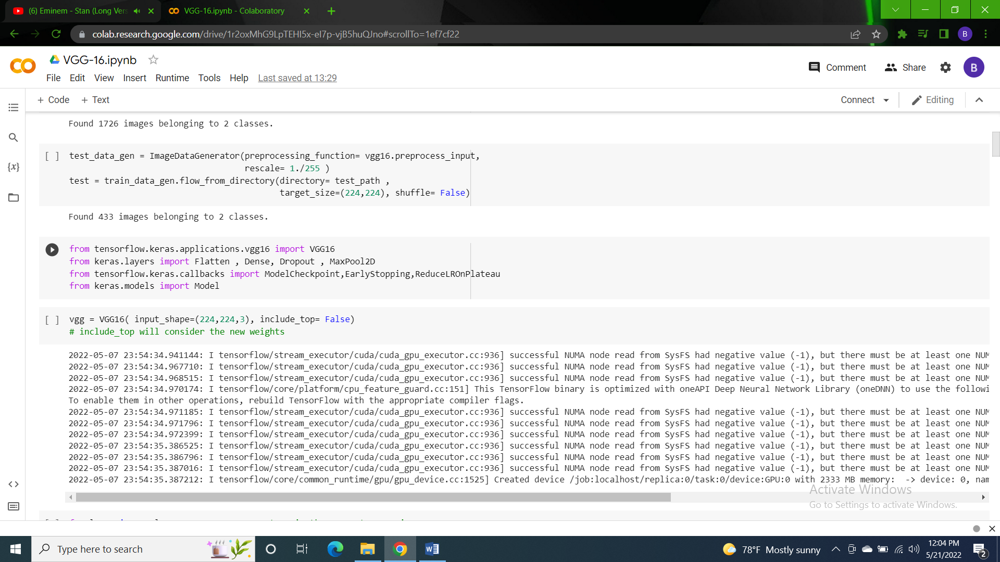 (6) Eminem - Stan (Long Vers
VGG-16.ipynb - Colaboratory
colab.research.google.com/drive/1r2oxMhG9LpTEHI5x-eI7p-vjB5huQJno#scrollTo=1ef7cf22
B
VGG-16.ipynb
Comment
Share
B
File Edit View Insert Runtime Tools Help Last saved at 13:29
+ Code + Text
Connect
Editing
Found 1726 images belonging to 2 classes.
[ ] test_data_gen = ImageDataGenerator(preprocessing_function= vgg16.preprocess_input,
rescale= 1./255 )
test = train_data_gen.flow_from_directory(directory= test_path ,
target_size=(224,224), shuffle= False)
Found 433 images belonging to 2 classes.
{x}
from tensorflow.keras.applications.vgg16 import VGG16
from keras.layers import Flatten , Dense, Dropout , MaxPool2D
from tensorflow.keras.callbacks import ModelCheckpoint,EarlyStopping,ReduceLROnPlateau
from keras.models import Model
[ ] vgg = VGG16( input_shape=(224,224,3), include_top= False)
# include_top will consider the new weights
2022-05-07 23:54:34.941144: I tensorflow/stream_executor/cuda/cuda_gpu_executor.cc:936] successful NUMA node read from SysFS had negative value (-1), but there must be at least one NUM
2022-05-07 23:54:34.967710: I tensorflow/stream_executor/cuda/cuda_gpu_executor.cc:936] successful NUMA node read from SysFS had negative value (-1), but there must be at least one NUM
2022-05-07 23:54:34.968515: I tensorflow/stream_executor/cuda/cuda_gpu_executor.cc:936] successful NUMA node read from SysFS had negative value (-1), but there must be at least one NUM
2022-05-07 23:54:34.970174: I tensorflow/core/platform/cpu_feature_guard.cc:151] This TensorFlow binary is optimized with oneAPI Deep Neural Network Library (oneDNN) to use the followi
To enable them in other operations, rebuild TensorFlow with the appropriate compiler flags.
2022-05-07 23:54:34.971185: I tensorflow/stream_executor/cuda/cuda_gpu_executor.cc:936] successful NUMA node read from SysFS had negative value (-1), but there must be at least one NUM
2022-05-07 23:54:34.971796: I tensorflow/stream_executor/cuda/cuda_gpu_executor.cc:936] successful NUMA node read from SysFS had negative value (-1), but there must be at least one NUM
2022-05-07 23:54:34.972399: I tensorflow/stream_executor/cuda/cuda_gpu_executor.cc:936] successful NUMA node read from SysFS had negative value (-1), but there must be at least one NUM
2022-05-07 23:54:35.386525: I tensorflow/stream_executor/cuda/cuda_gpu_executor.cc:936] successful NUMA node read from SysFS had negative value (-1), but there must be at least one NUM
2022-05-07 23:54:35.386796: I tensorflow/stream_executor/cuda/cuda_gpu_executor.cc:936] successful NUMA node read from SysFS had negative value (-1), but there must be at least one NUM
2022-05-07 23:54:35.387016: I tensorflow/stream_executor/cuda/cuda_gpu_executor.cc:936] successful NUMA node read from SysFS had negative value (-1), but there must be at least one NUM
2022-05-07 23:54:35.387212: I tensorflow/core/common_runtime/gpu/gpu_device.cc:1525] Created device /job:localhost/replica:0/task:0/device:GPU:0 with 2333 MB memory:  -> device: 0, nam
Activate Windows
Go to Settings to activate Windows.
Type here to search
78°F Mostly sunny
12:04 PM
5/21/2022
2